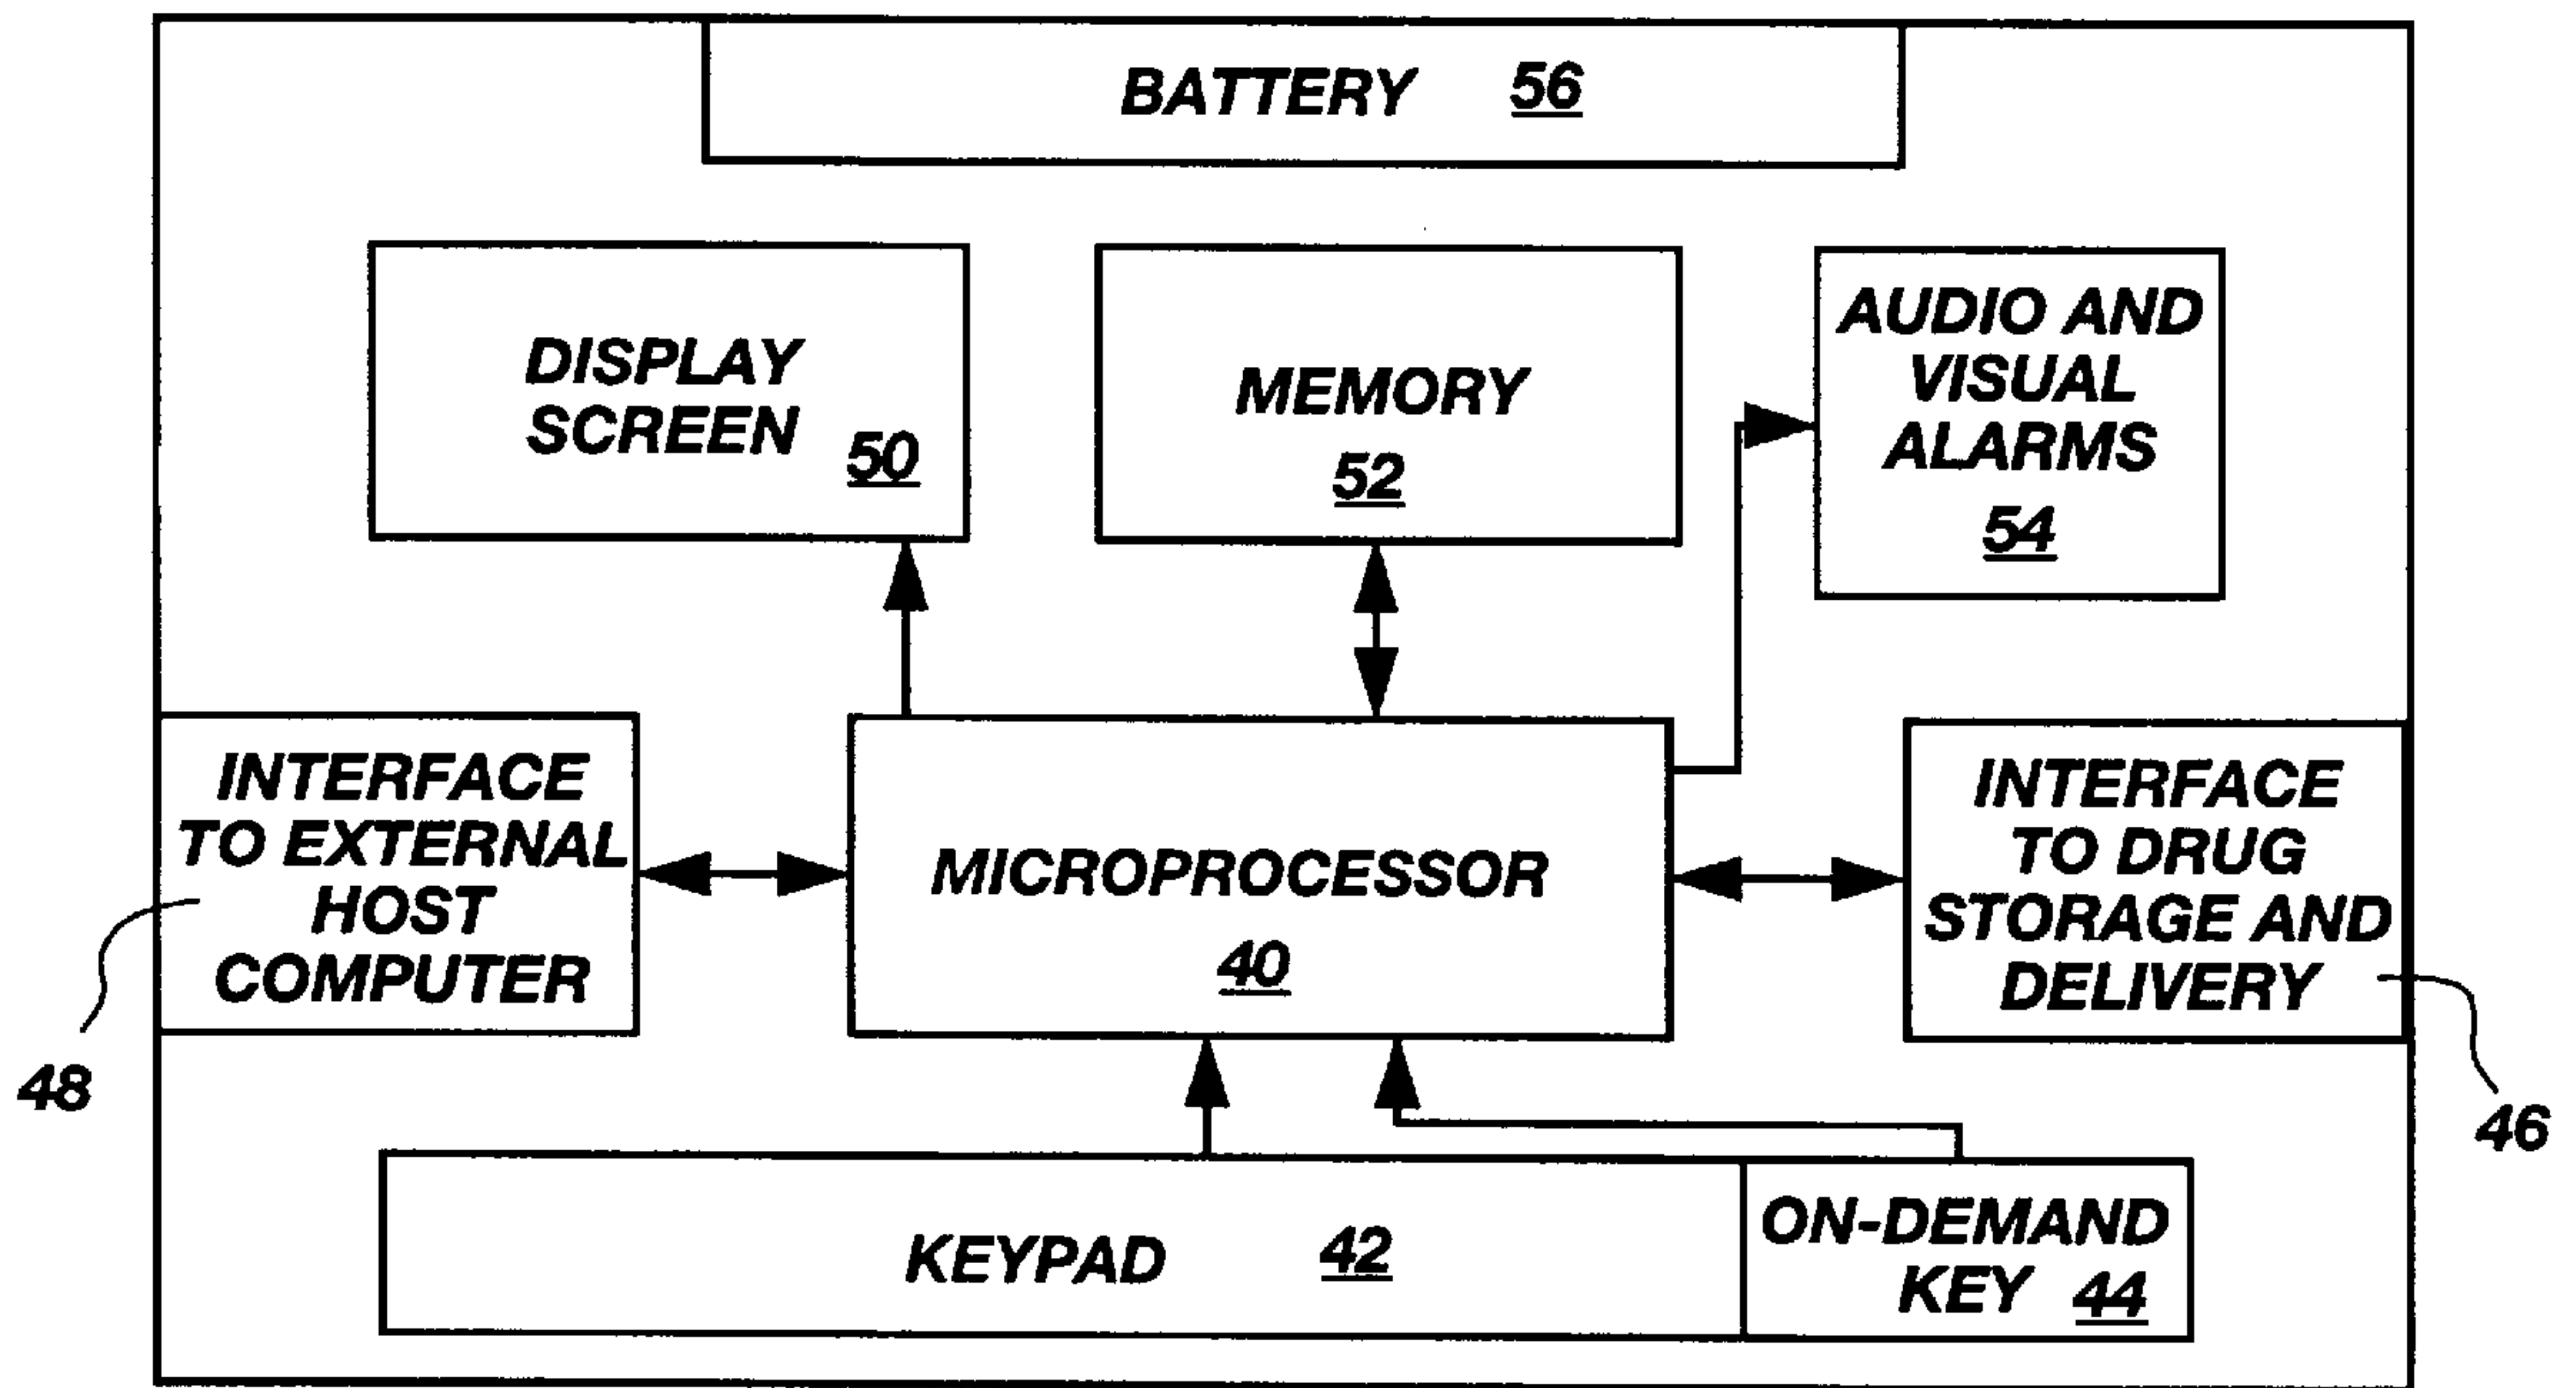 BATTERY 56
DISPLAY
SCREEN 50
MEMORY
52
AUDIO AND
VISUAL
ALARMS
54
INTERFACE
TO EXTERNAL
HOST
COMPUTER
48
MICROPROCESSOR
40
INTERFACE
TO DRUG
STORAGE AND
DELIVERY
46
KEYPAD 42
ON-DEMAND
KEY 44